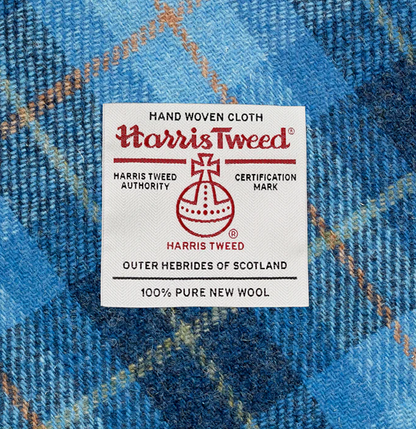 HAND WOVEN CLOTH
Harris Tweed®
HARRIS TWEED AUTHORITY
CERTIFICATION MARK
®
HARRIS TWEED
OUTER HEBRIDES OF SCOTLAND
100% PURE NEW WOOL